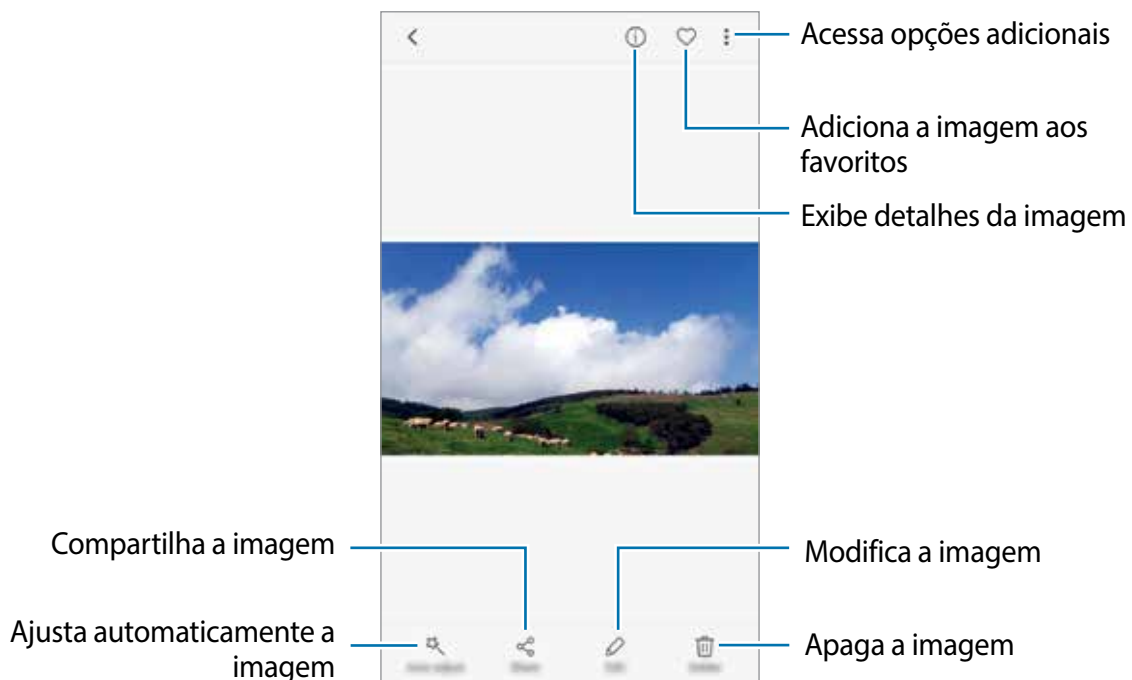 Acessa opções adicionais
Adiciona a imagem aos
favoritos
Exibe detalhes da imagem
Compartilha a imagem
Modifica a imagem
Ajusta automaticamente a
imagem
Apaga a imagem